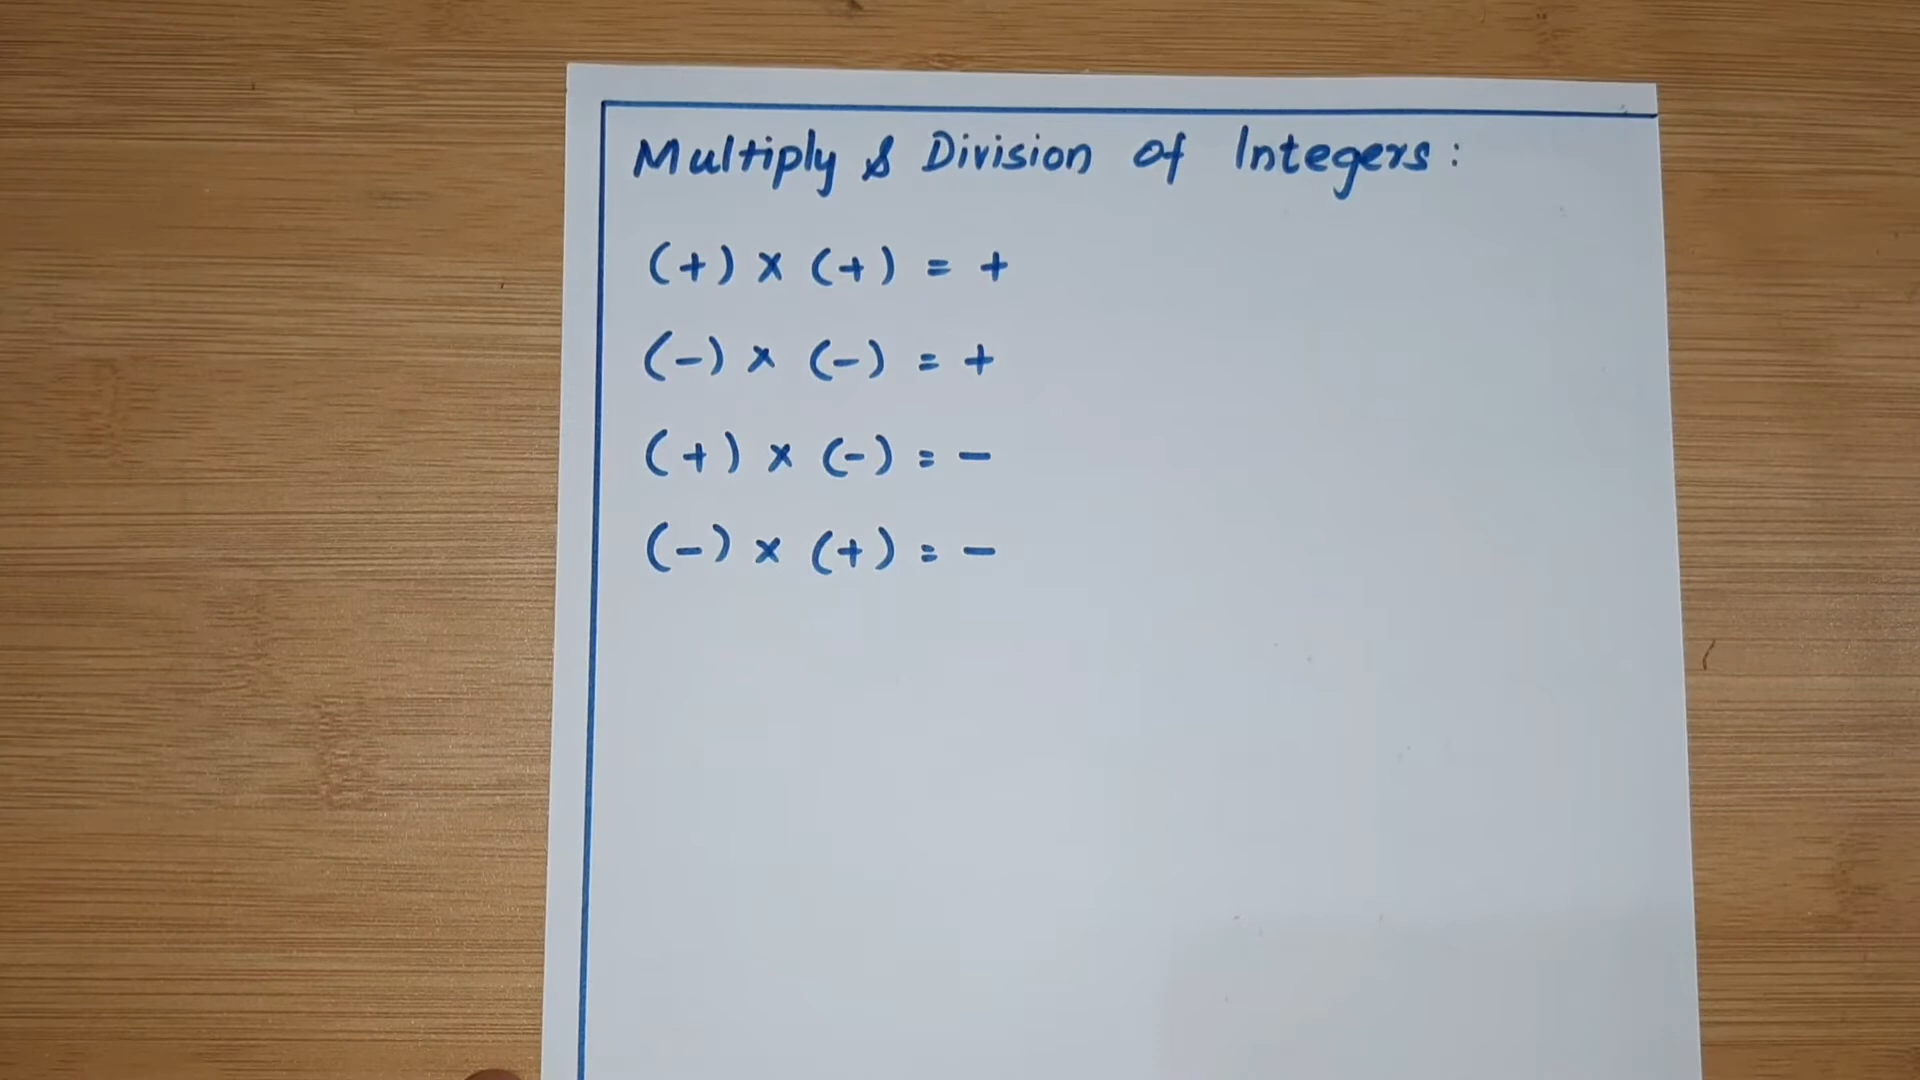 Multiply & Division of Integers :
(+) × (+) = +
(-) × (-) = +
(+) × (-) = -
(-) × (+) = -